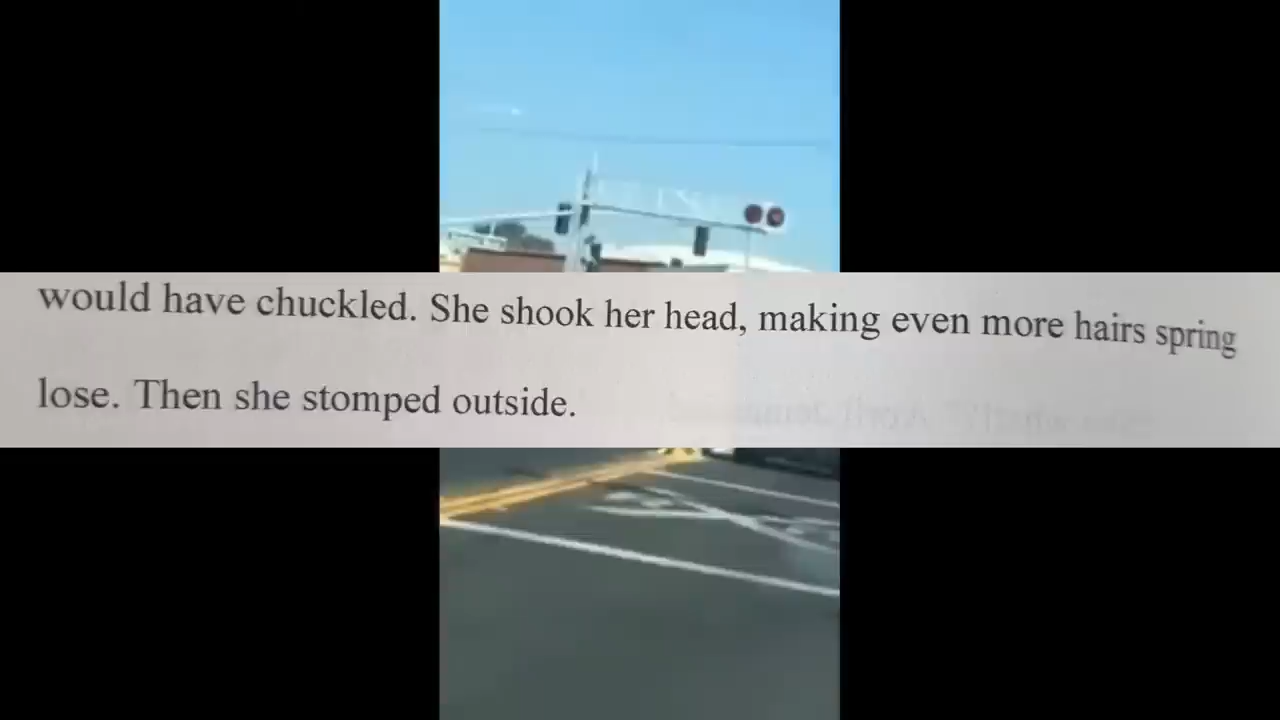 would have chuckled. She shook her head, making even more hairs spring
lose. Then she stomped outside.